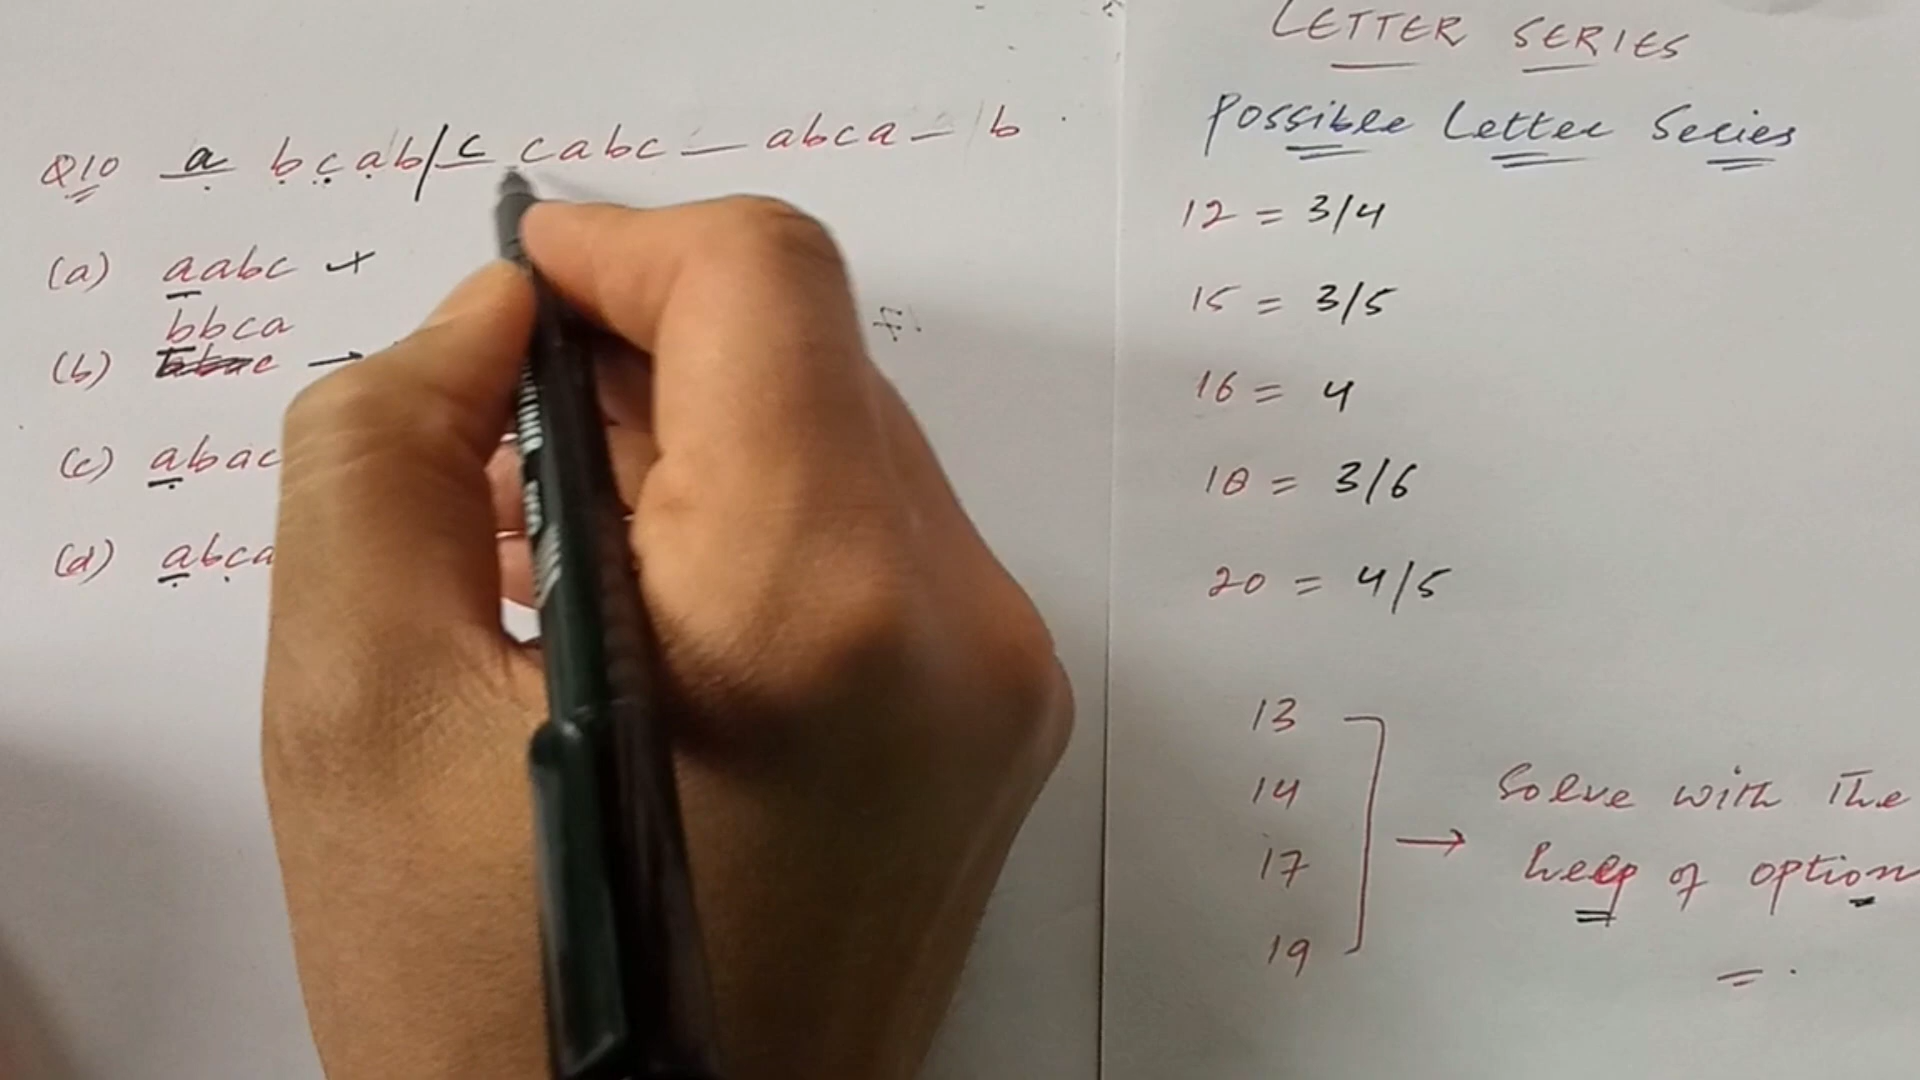 Q10 a bcab/c cabc _ abca _ b
(a) aabc
bbca
(b)
(c) abac
(d) abca
LETTER SERIES
Possible Letter Series
12 = 3/4
15 = 3/5
16 = 4
18 = 3/6
20 = 4/5
13
14
17
19
Solve with The
help of option